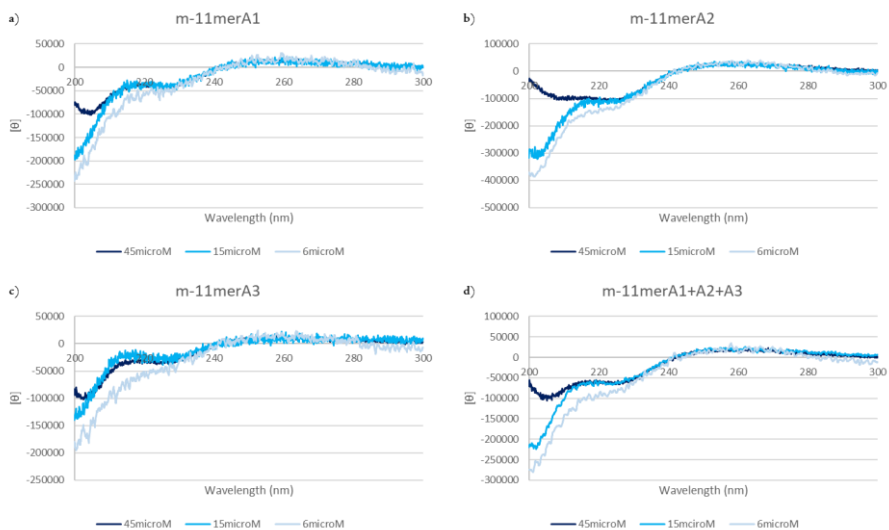 a)
m-11merA1
50000
0
-50000
-100000
-150000
-200000
-250000
-300000
200
220
240
260
280
300
[θ]
Wavelength (nm)
45microM 15microM 6microM
b)
m-11merA2
100000
0
-100000
-200000
-300000
-400000
-500000
200
220
240
260
280
300
[θ]
Wavelength (nm)
45microM 15microM 6microM
c)
m-11merA3
50000
0
-50000
-100000
-150000
-200000
-250000
200
220
240
260
280
300
[θ]
Wavelength (nm)
45microM 15microM 6microM
d)
m-11merA1+A2+A3
100000
50000
0
-50000
-100000
-150000
-200000
-250000
-300000
200
220
240
260
280
300
[θ]
Wavelength (nm)
45microM 15mciroM 6microM